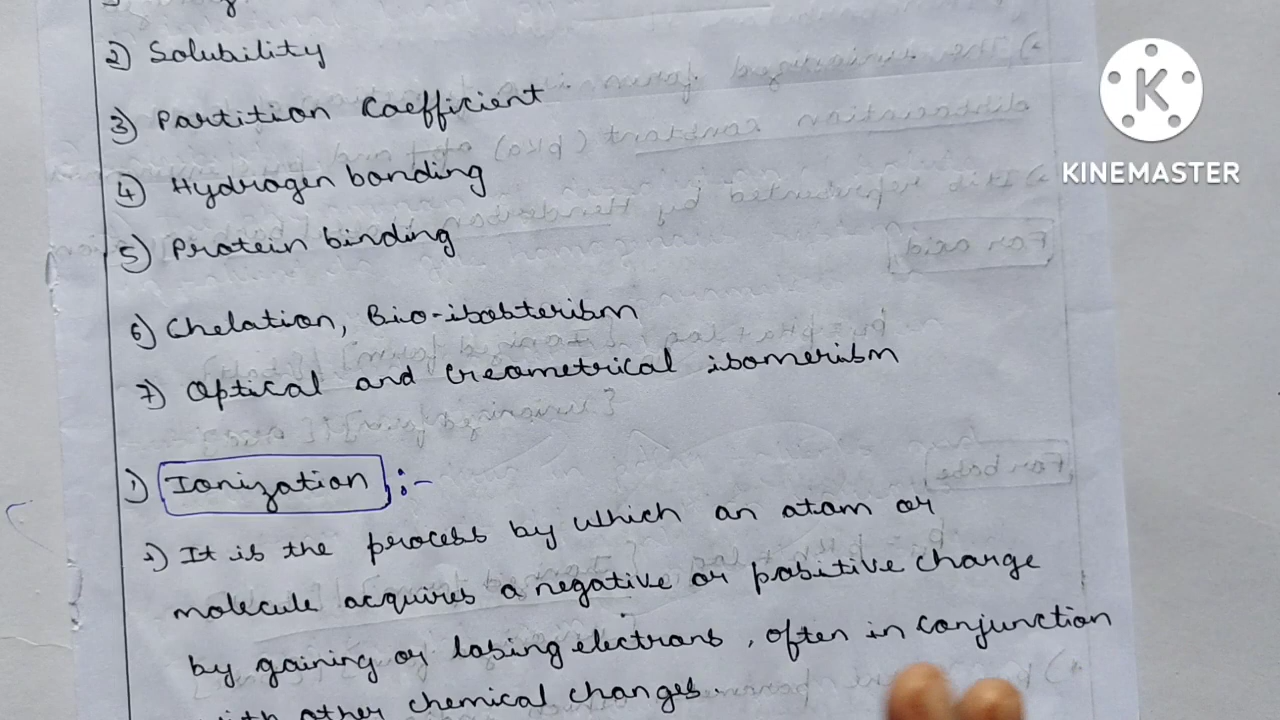 2) Solubility
3) Partition Coefficient
4) Hydrogen bonding
5) Protein binding
6) Chelation, Bio-isosterism
7) Optical and Greometrical isomerism
1) Ionization :-
i) It is the process by which an atom or
molecule acquires a negative or positive charge
by gaining or losing electrons, often in conjunction
with other chemical changes.
K
KINEMASTER